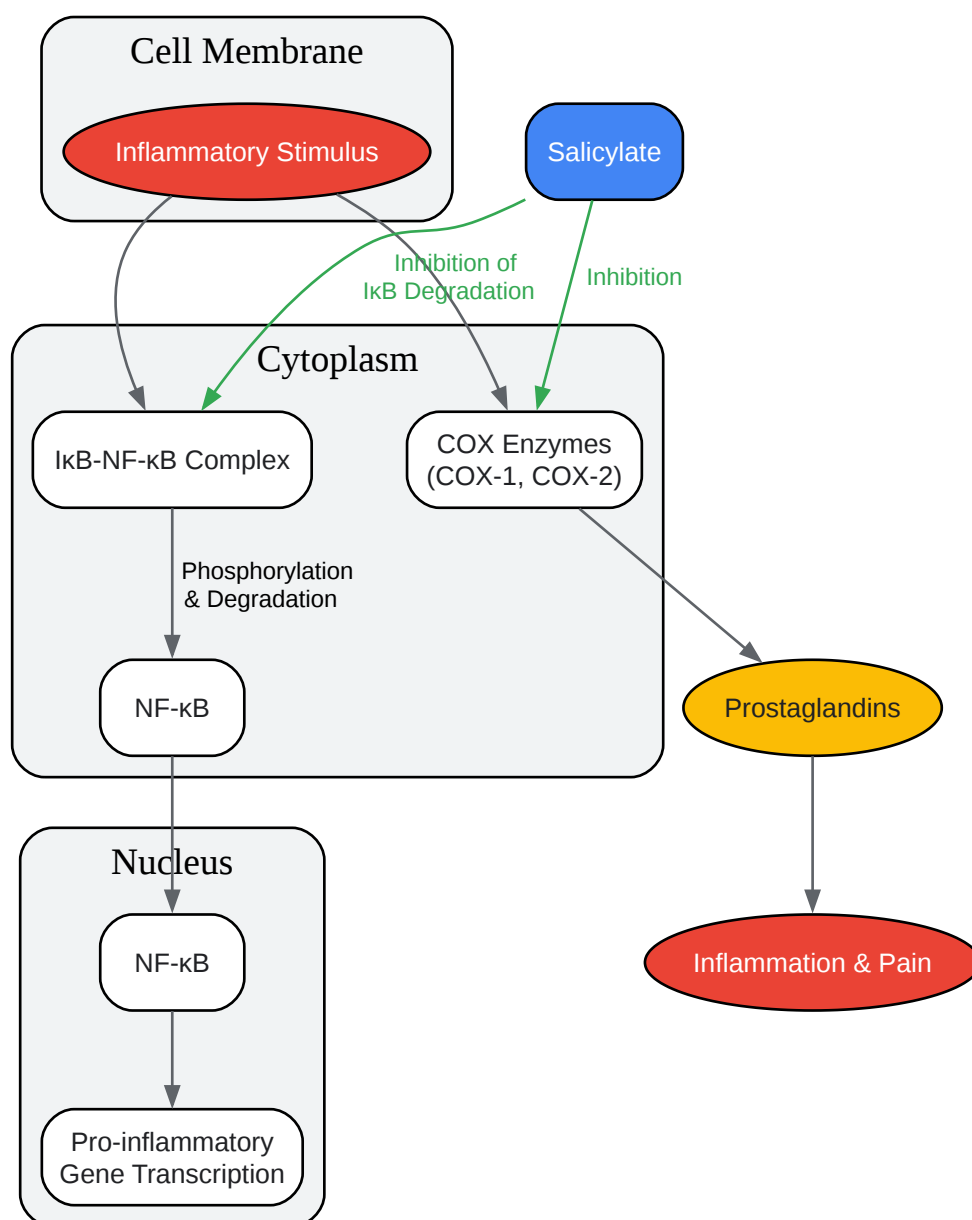 Cell Membrane
Inflammatory Stimulus
Salicylate
Inhibition of
IκB Degradation
Inhibition
Cytoplasm
IκB-NF-κB Complex
COX Enzymes
(COX-1, COX-2)
Phosphorylation
& Degradation
NF-κB
Prostaglandins
Nucleus
NF-κB
Inflammation & Pain
Pro-inflammatory
Gene Transcription